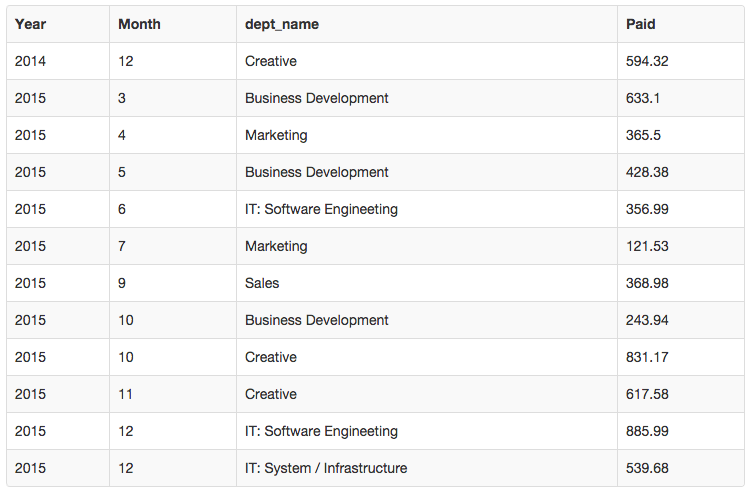 Year Month dept_name Paid
2014 12 Creative 594.32
2015 3 Business Development 633.1
2015 4 Marketing 365.5
2015 5 Business Development 428.38
2015 6 IT: Software Engineeting 356.99
2015 7 Marketing 121.53
2015 9 Sales 368.98
2015 10 Business Development 243.94
2015 10 Creative 831.17
2015 11 Creative 617.58
2015 12 IT: Software Engineeting 885.99
2015 12 IT: System / Infrastructure 539.68